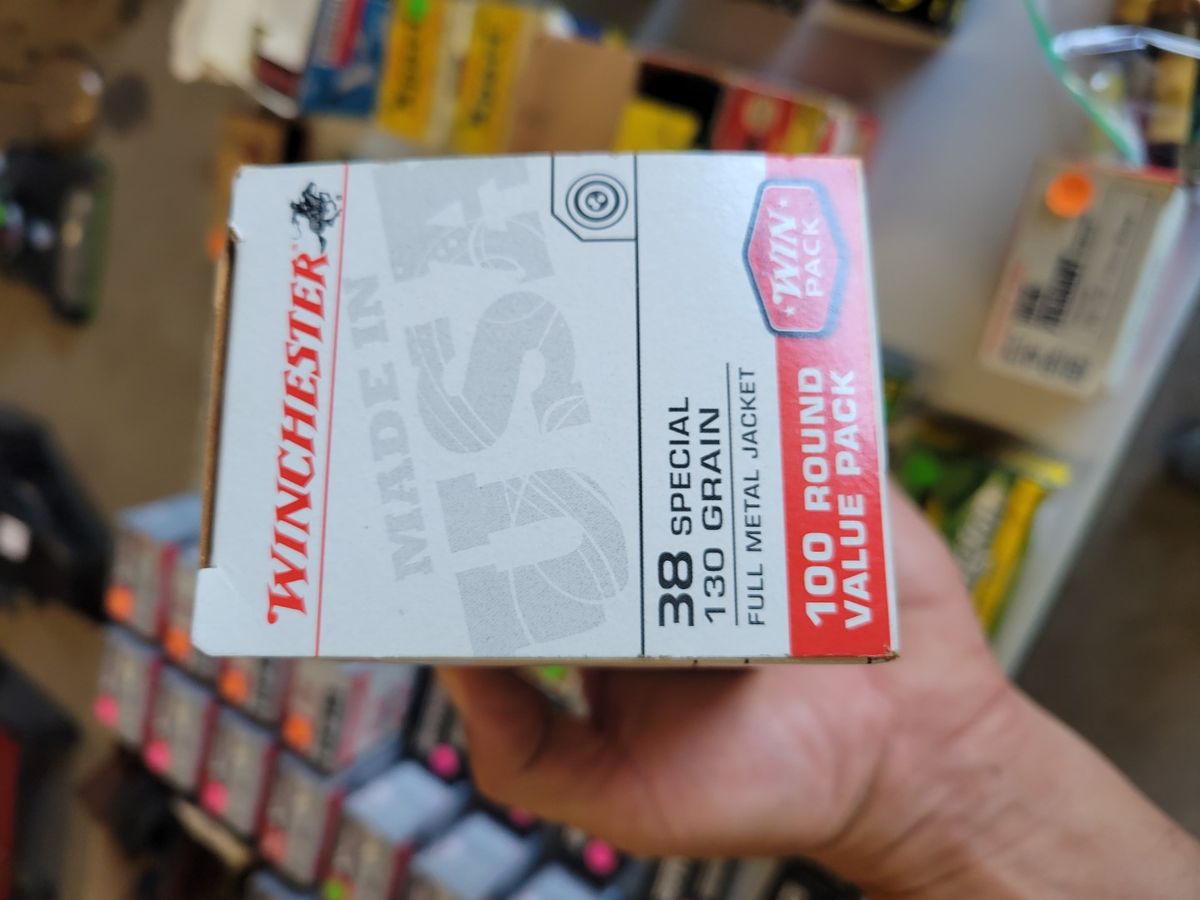 WINCHESTER
MADE IN
USA
38 SPECIAL
130 GRAIN
FULL METAL JACKET
WIN
PACK
100 ROUND
VALUE PACK